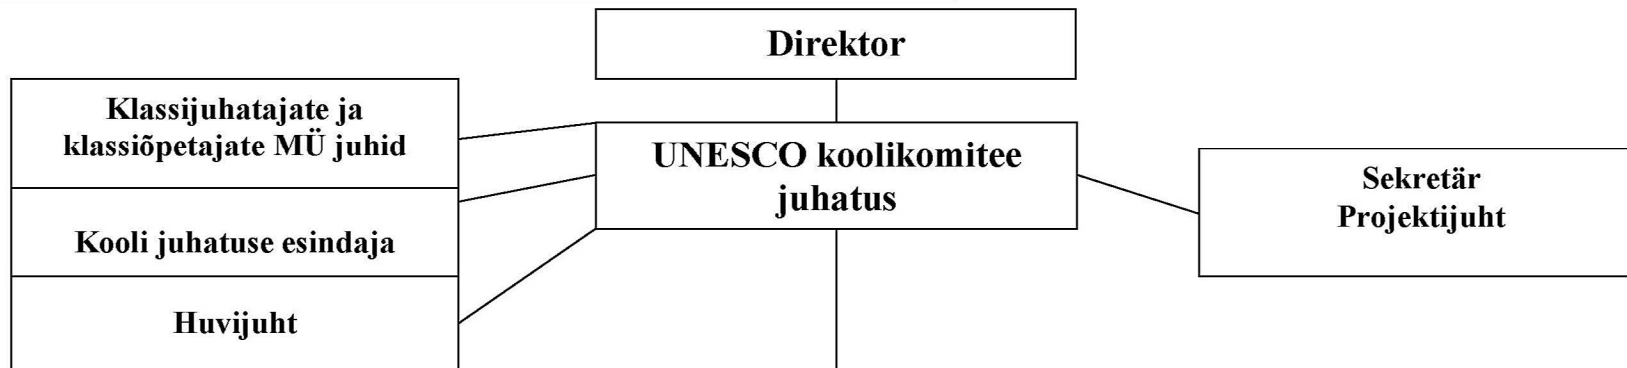 Direktor
Klassijuhatajate ja
klassiõpetajate MÜ juhid
UNESCO koolikomitee
juhatus
Sekretär
Projektijuht
Kooli juhatuse esindaja
Huvijuht